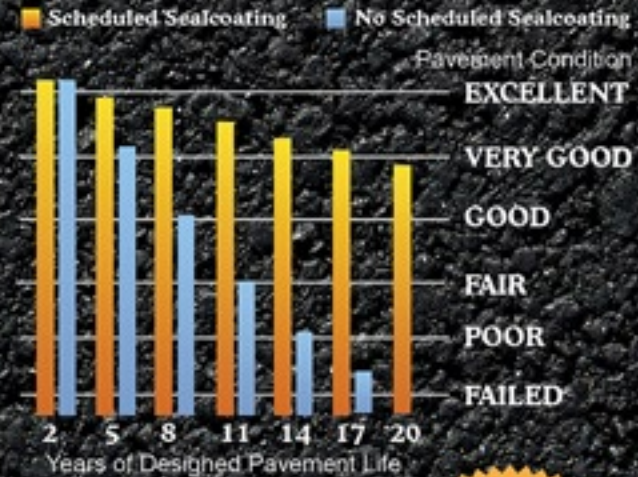 Scheduled Sealcoating No Scheduled Sealcoating
Pavement Condition
EXCELLENT
VERY GOOD
GOOD
FAIR
POOR
FAILED
2 5 8 11 14 17 20
Years of Designed Pavement Life